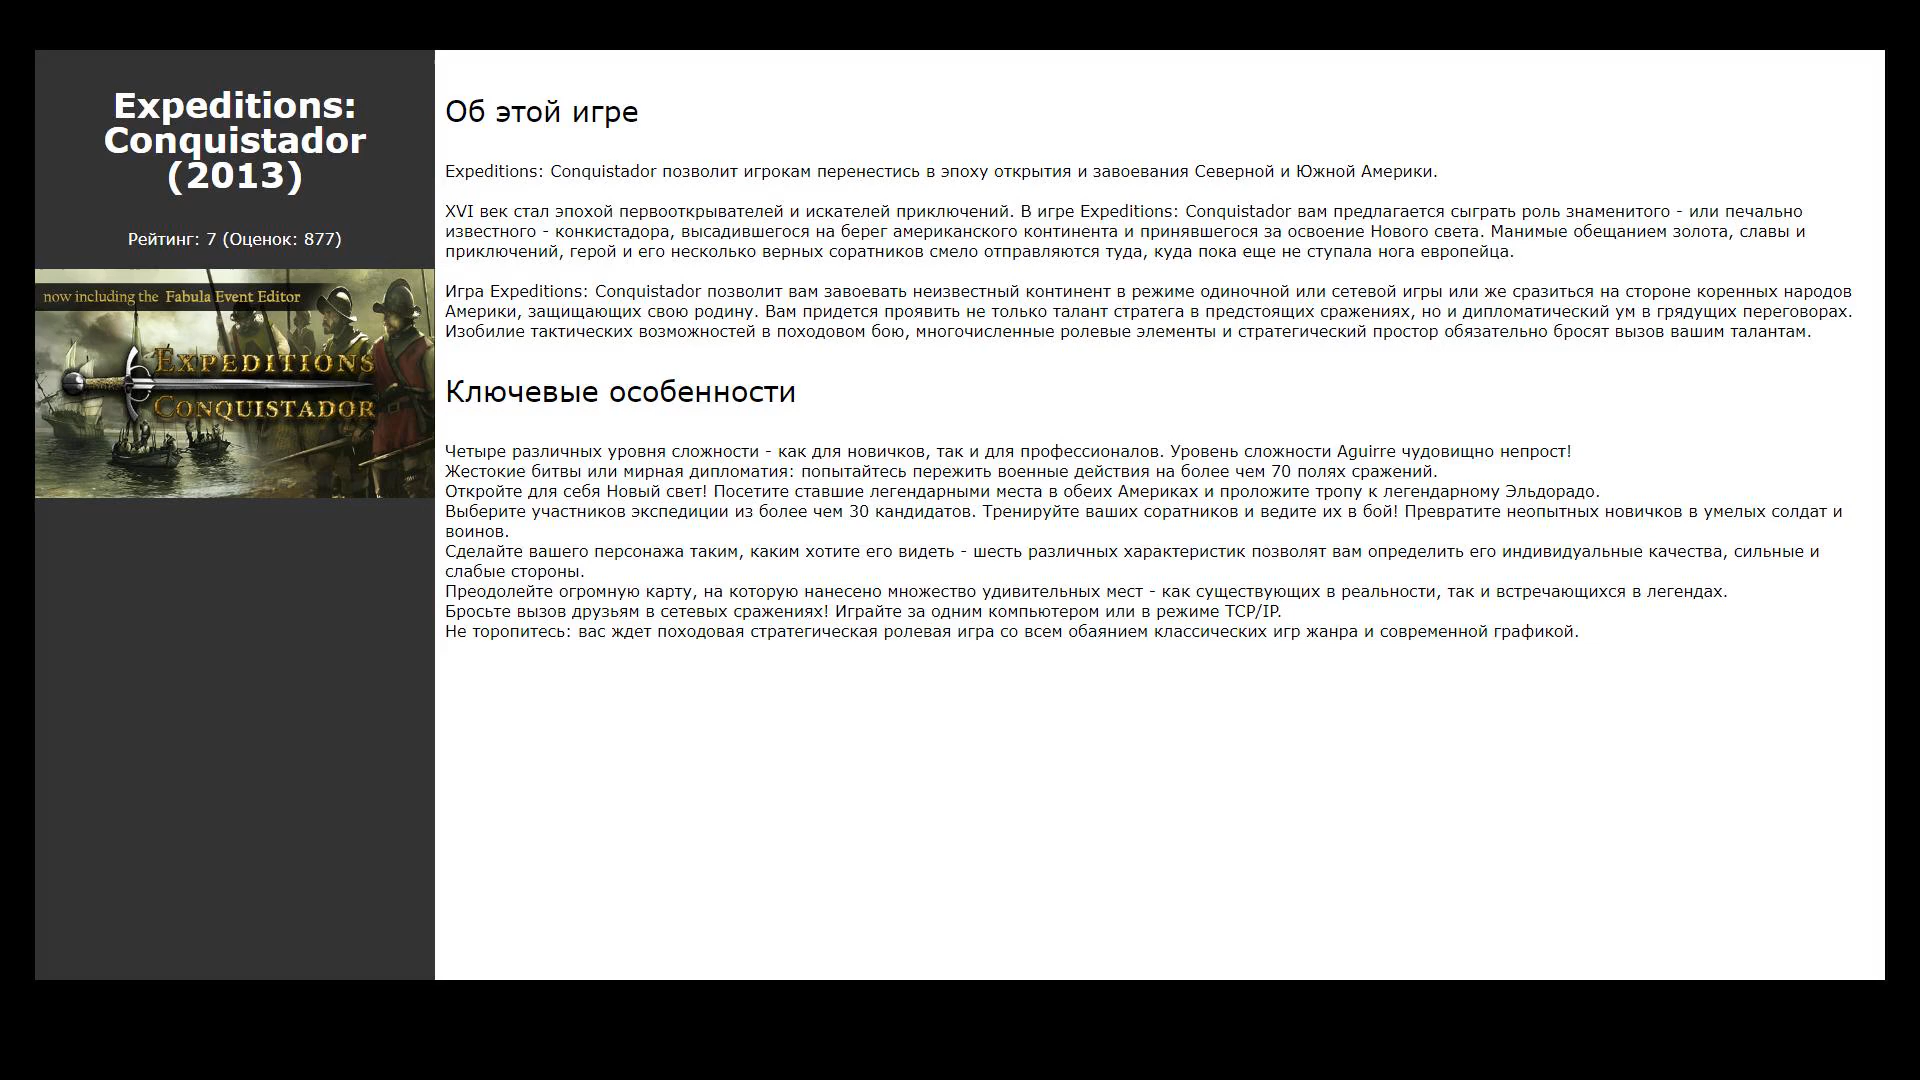 Expeditions:
Conquistador
(2013)
Рейтинг: 7 (Оценок: 877)
now including the Fabula Event Editor
EXPEDITIONS
CONQUISTADOR
Об этой игре
Expeditions: Conquistador позволит игрокам перенестись в эпоху открытия и завоевания Северной и Южной Америки.
XVI век стал эпохой первооткрывателей и искателей приключений. В игре Expeditions: Conquistador вам предлагается сыграть роль знаменитого - или печально
известного - конкистадора, высадившегося на берег американского континента и принявшегося за освоение Нового света. Манимые обещанием золота, славы и
приключений, герой и его несколько верных соратников смело отправляются туда, куда пока еще не ступала нога европейца.
Игра Expeditions: Conquistador позволит вам завоевать неизвестный континент в режиме одиночной или сетевой игры или же сразиться на стороне коренных народов
Америки, защищающих свою родину. Вам придется проявить не только талант стратега в предстоящих сражениях, но и дипломатический ум в грядущих переговорах.
Изобилие тактических возможностей в походовом бою, многочисленные ролевые элементы и стратегический простор обязательно бросят вызов вашим талантам.
Ключевые особенности
Четыре различных уровня сложности - как для новичков, так и для профессионалов. Уровень сложности Aguirre чудовищно непрост!
Жестокие битвы или мирная дипломатия: попытайтесь пережить военные действия на более чем 70 полях сражений.
Откройте для себя Новый свет! Посетите ставшие легендарными места в обеих Америках и проложите тропу к легендарному Эльдорадо.
Выберите участников экспедиции из более чем 30 кандидатов. Тренируйте ваших соратников и ведите их в бой! Превратите неопытных новичков в умелых солдат и
воинов.
Сделайте вашего персонажа таким, каким хотите его видеть - шесть различных характеристик позволят вам определить его индивидуальные качества, сильные и
слабые стороны.
Преодолейте огромную карту, на которую нанесено множество удивительных мест - как существующих в реальности, так и встречающихся в легендах.
Бросьте вызов друзьям в сетевых сражениях! Играйте за одним компьютером или в режиме TCP/IP.
Не торопитесь: вас ждет походовая стратегическая ролевая игра со всем обаянием классических игр жанра и современной графикой.